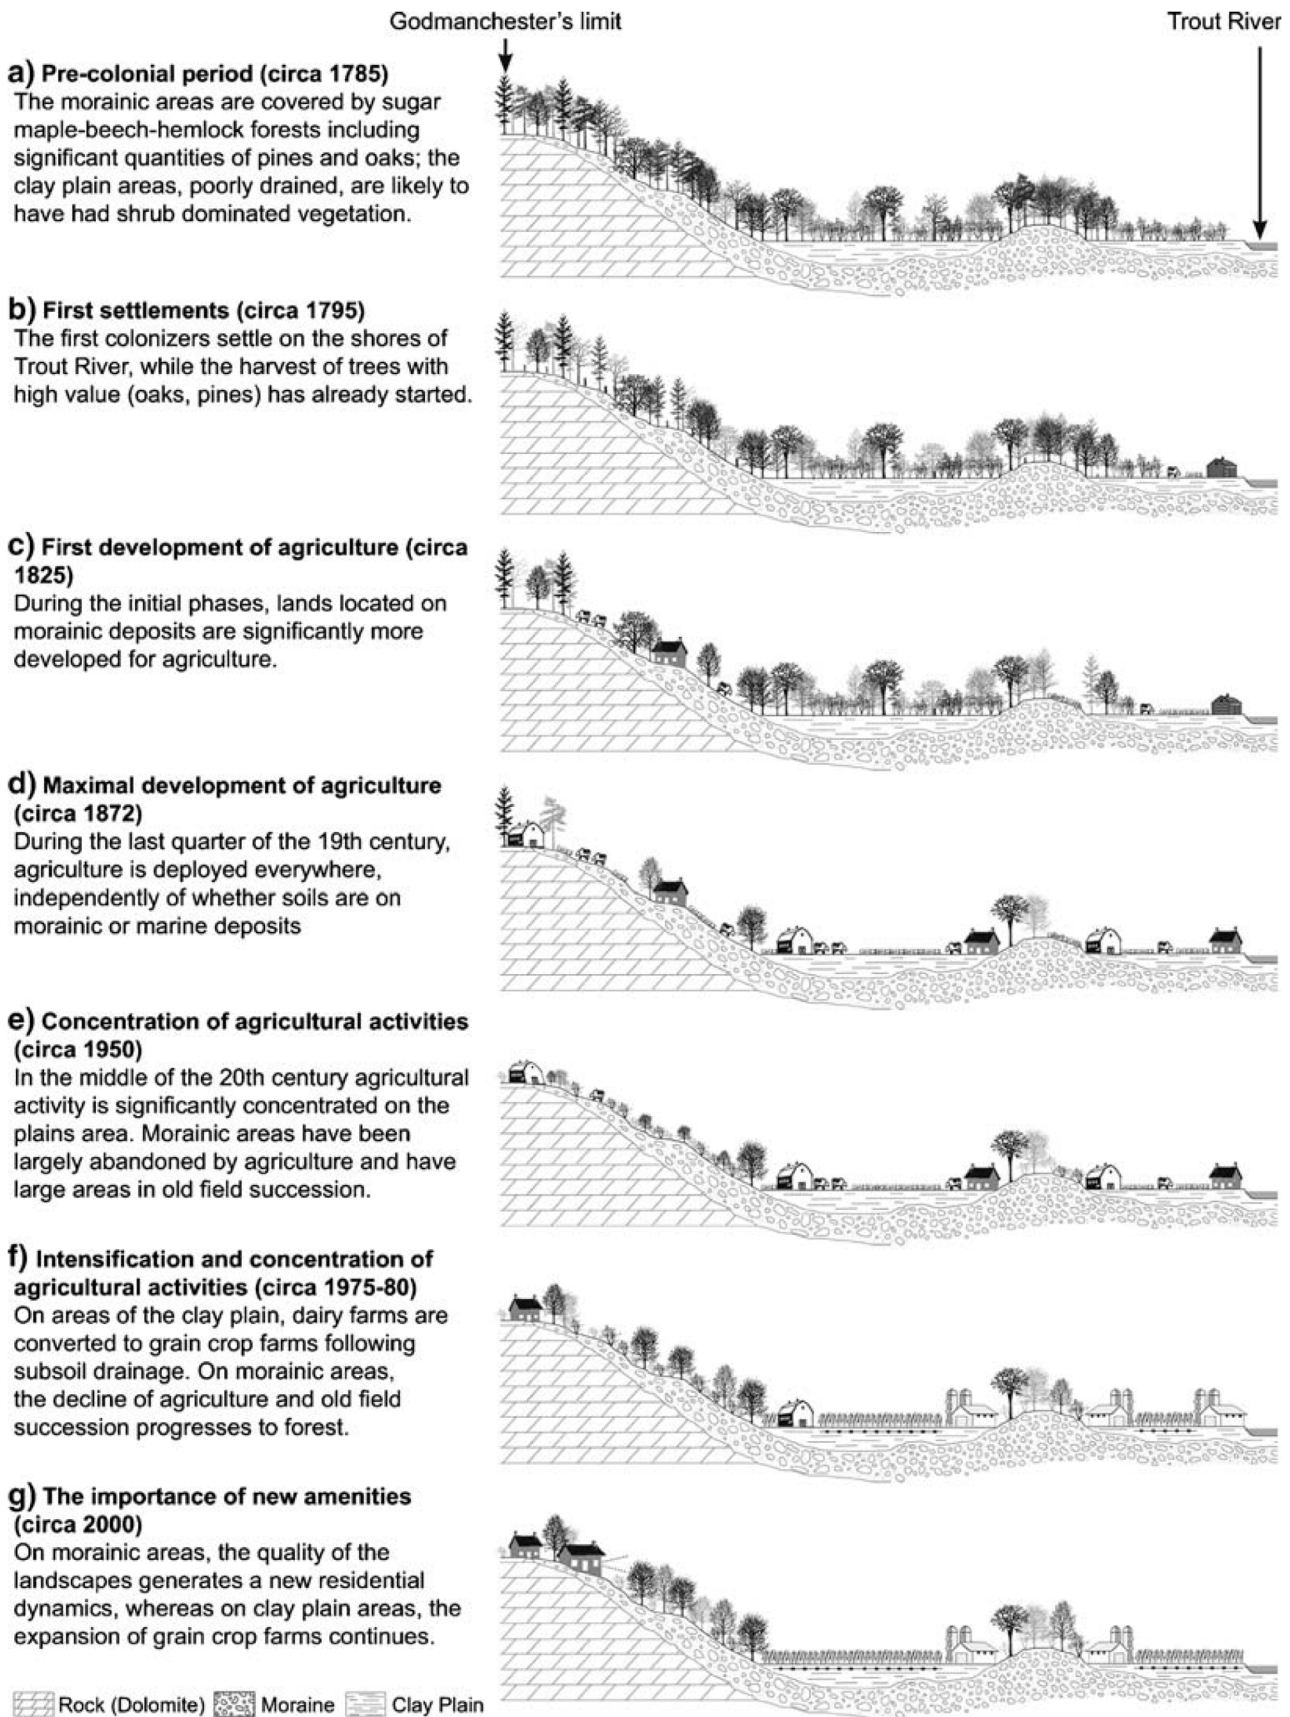 Godmanchester's limit
Trout River
a) Pre-colonial period (circa 1785)
The morainic areas are covered by sugar
maple-beech-hemlock forests including
significant quantities of pines and oaks; the
clay plain areas, poorly drained, are likely to
have had shrub dominated vegetation.
b) First settlements (circa 1795)
The first colonizers settle on the shores of
Trout River, while the harvest of trees with
high value (oaks, pines) has already started.
c) First development of agriculture (circa
1825)
During the initial phases, lands located on
morainic deposits are significantly more
developed for agriculture.
d) Maximal development of agriculture
(circa 1872)
During the last quarter of the 19th century,
agriculture is deployed everywhere,
independently of whether soils are on
morainic or marine deposits
e) Concentration of agricultural activities
(circa 1950)
In the middle of the 20th century agricultural
activity is significantly concentrated on the
plains area. Morainic areas have been
largely abandoned by agriculture and have
large areas in old field succession.
f) Intensification and concentration of
agricultural activities (circa 1975-80)
On areas of the clay plain, dairy farms are
converted to grain crop farms following
subsoil drainage. On morainic areas,
the decline of agriculture and old field
succession progresses to forest.
g) The importance of new amenities
(circa 2000)
On morainic areas, the quality of the
landscapes generates a new residential
dynamics, whereas on clay plain areas, the
expansion of grain crop farms continues.
Rock (Dolomite) Moraine Clay Plain